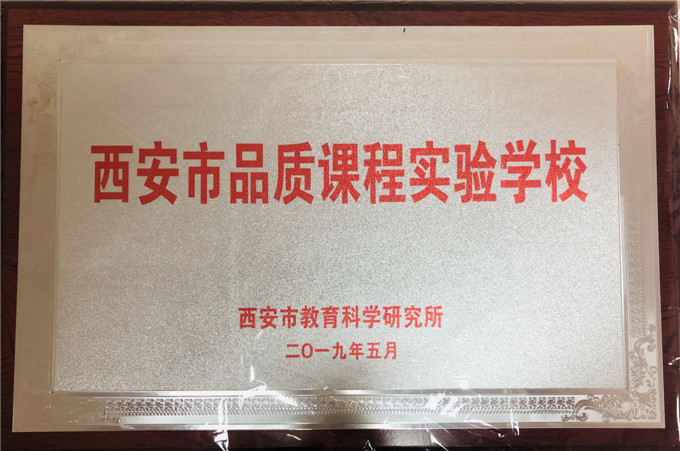 西安市品质课程实验学校
西安市教育科学研究所
二〇一九年五月